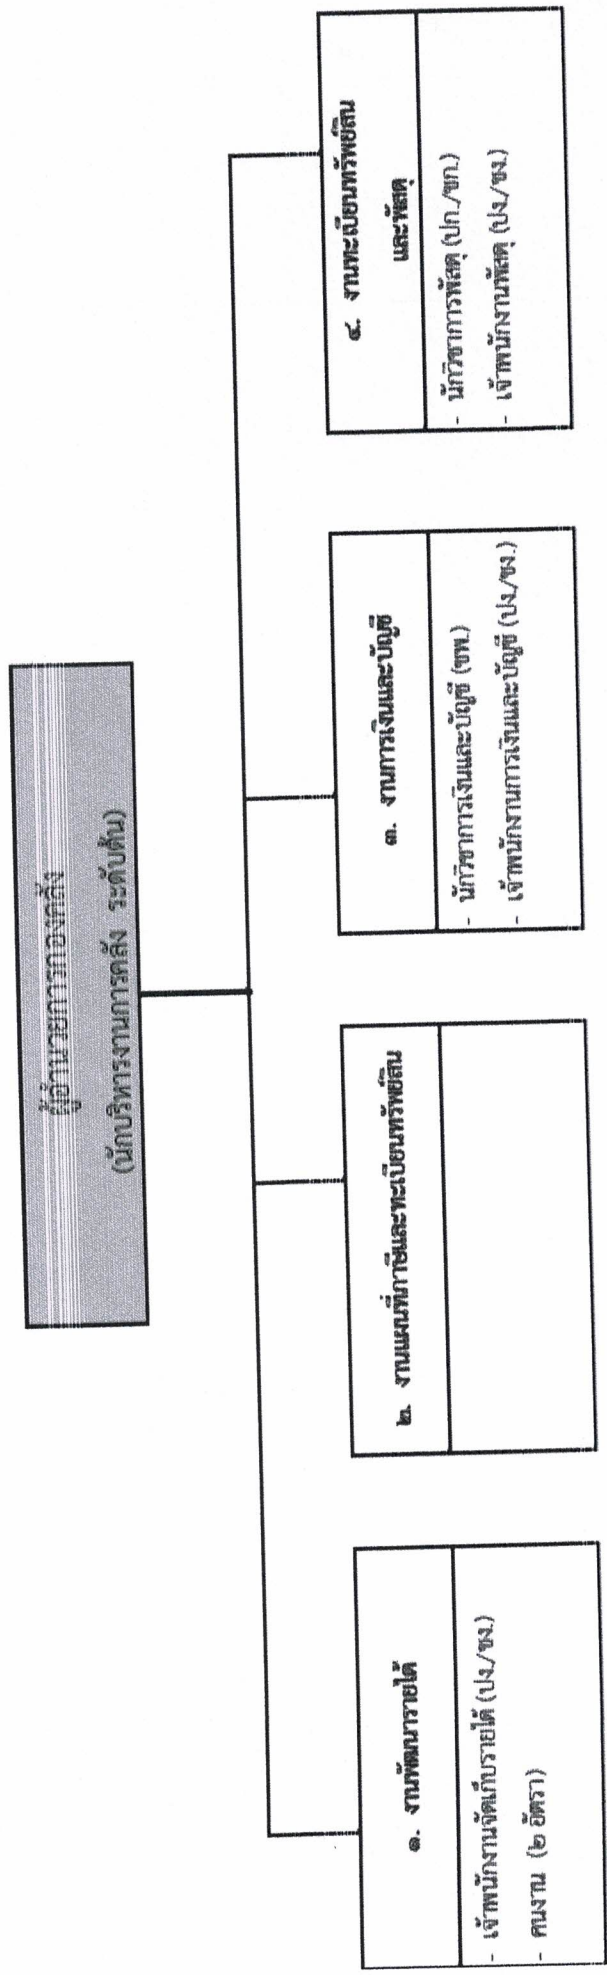 ผู้อำนวยการกองคลัง
(นักบริหารงานการคลัง ระดับต้น)
๑. งานพัฒนารายได้
- เจ้าพนักงานจัดเก็บรายได้ (ปง./ชง.)
- คนงาน (๒ อัตรา)
๒. งานแผนที่ภาษีและทะเบียนทรัพย์สิน
๓. งานการเงินและบัญชี
- นักวิชาการเงินและบัญชี (ชพ.)
- เจ้าพนักงานการเงินและบัญชี (ปง./ชง.)
๔. งานทะเบียนทรัพย์สิน
และพัสดุ
- นักวิชาการพัสดุ (ปก./ชก.)
- เจ้าพนักงานพัสดุ (ปง./ชง.)